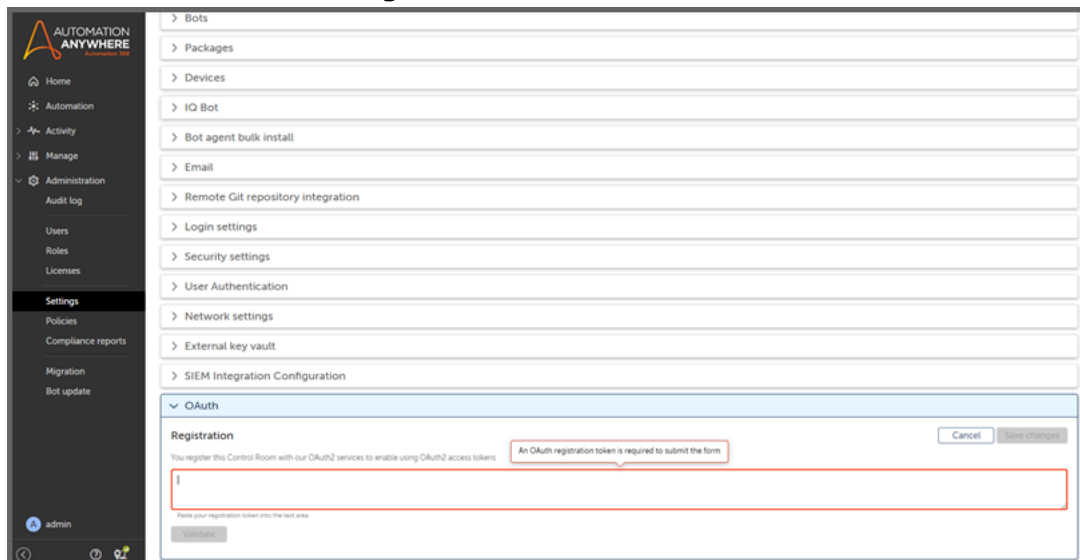 AUTOMATION
ANYWHERE
Automation 360
Home
Automation
Activity
Manage
Administration
Audit log
Users
Roles
Licenses
Settings
Policies
Compliance reports
Migration
Bot update
A admin
> Bots
> Packages
> Devices
> IQ Bot
> Bot agent bulk install
> Email
> Remote Git repository integration
> Login settings
> Security settings
> User Authentication
> Network settings
> External key vault
> SIEM Integration Configuration
OAuth
Registration
Cancel
Save changes
You register this Control Room with our OAuth2 services to enable using OAuth2 access tokens
An OAuth registration token is required to submit the form
Paste your registration token into the text area
Validate